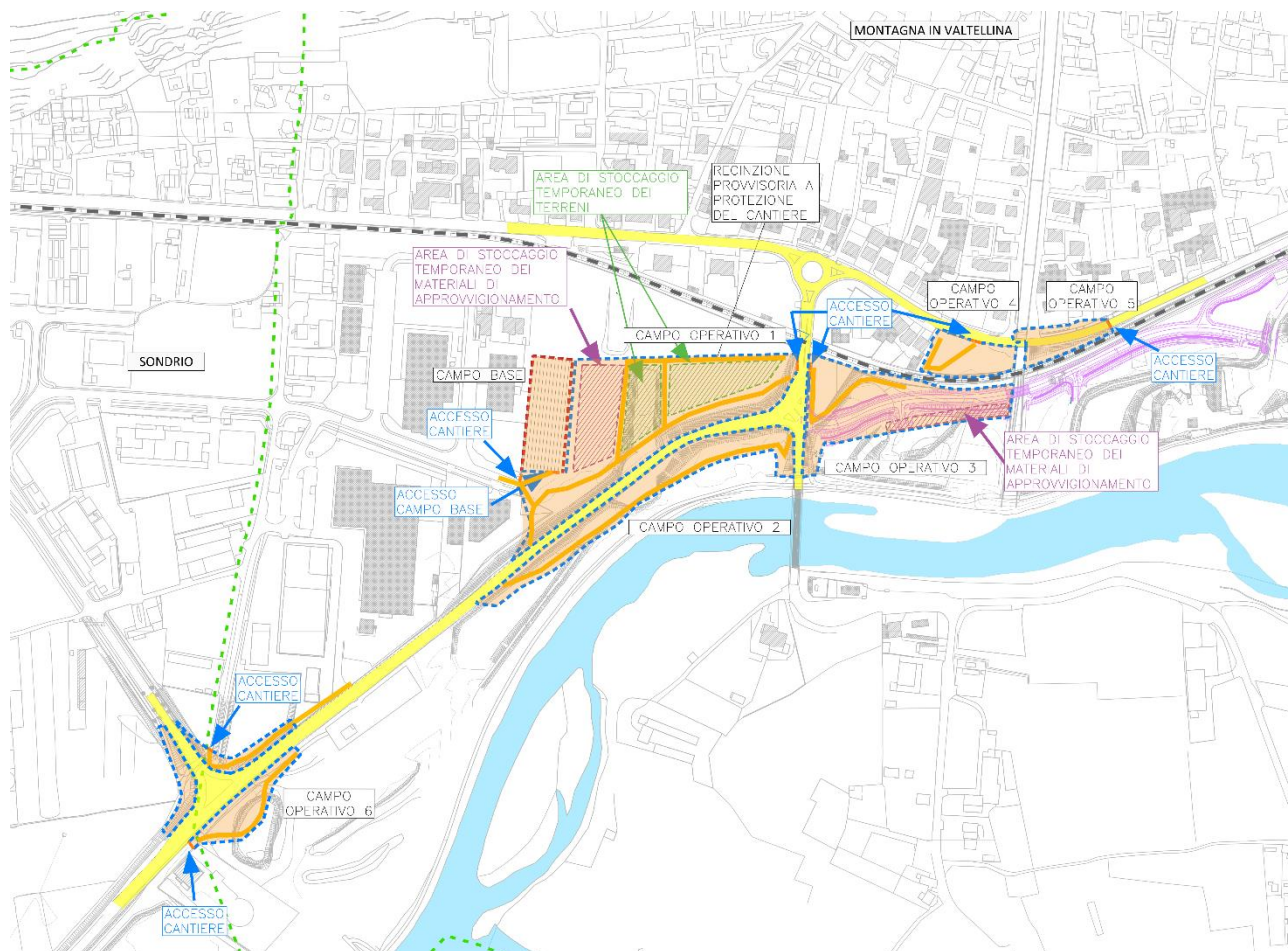 MONTAGNA IN VALTELLINA
AREA DI STOCCAGGIO
TEMPORANEO DEI
TERRENI
RECINZIONE
PROVVISORIA A
PROTEZIONE
DEL CANTIERE
AREA DI STOCCAGGIO
TEMPORANEO DEI
MATERIALI DI
APPROVVIGIONAMENTO
CAMPO
OPERATIVO 4
CAMPO
OPERATIVO 5
ACCESSO
CANTIERE
CAMPO OPERATIVO 1
SONDRIO
CAMPO BASE
ACCESSO
CANTIERE
ACCESSO
CANTIERE
AREA DI STOCCAGGIO
TEMPORANEO DEI
MATERIALI DI
APPROVVIGIONAMENTO
CAMPO OPERATIVO 3
ACCESSO
CAMPO BASE
CAMPO OPERATIVO 2
ACCESSO
CANTIERE
CAMPO
OPERATIVO 6
ACCESSO
CANTIERE